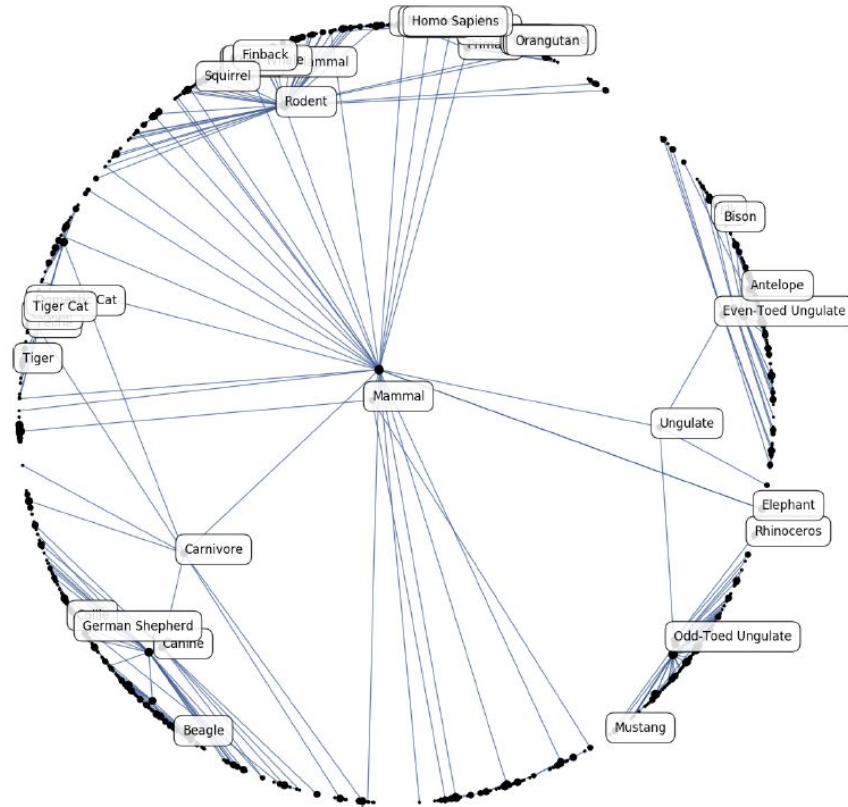 Homo Sapiens
Orangutan
Finback
Squirrel
Rodent
Bison
Antelope
Tiger Cat
Even-Toed Ungulate
Tiger
Mammal
Ungulate
Elephant
Rhinoceros
Carnivore
German Shepherd
Odd-Toed Ungulate
Canine
Mustang
Beagle